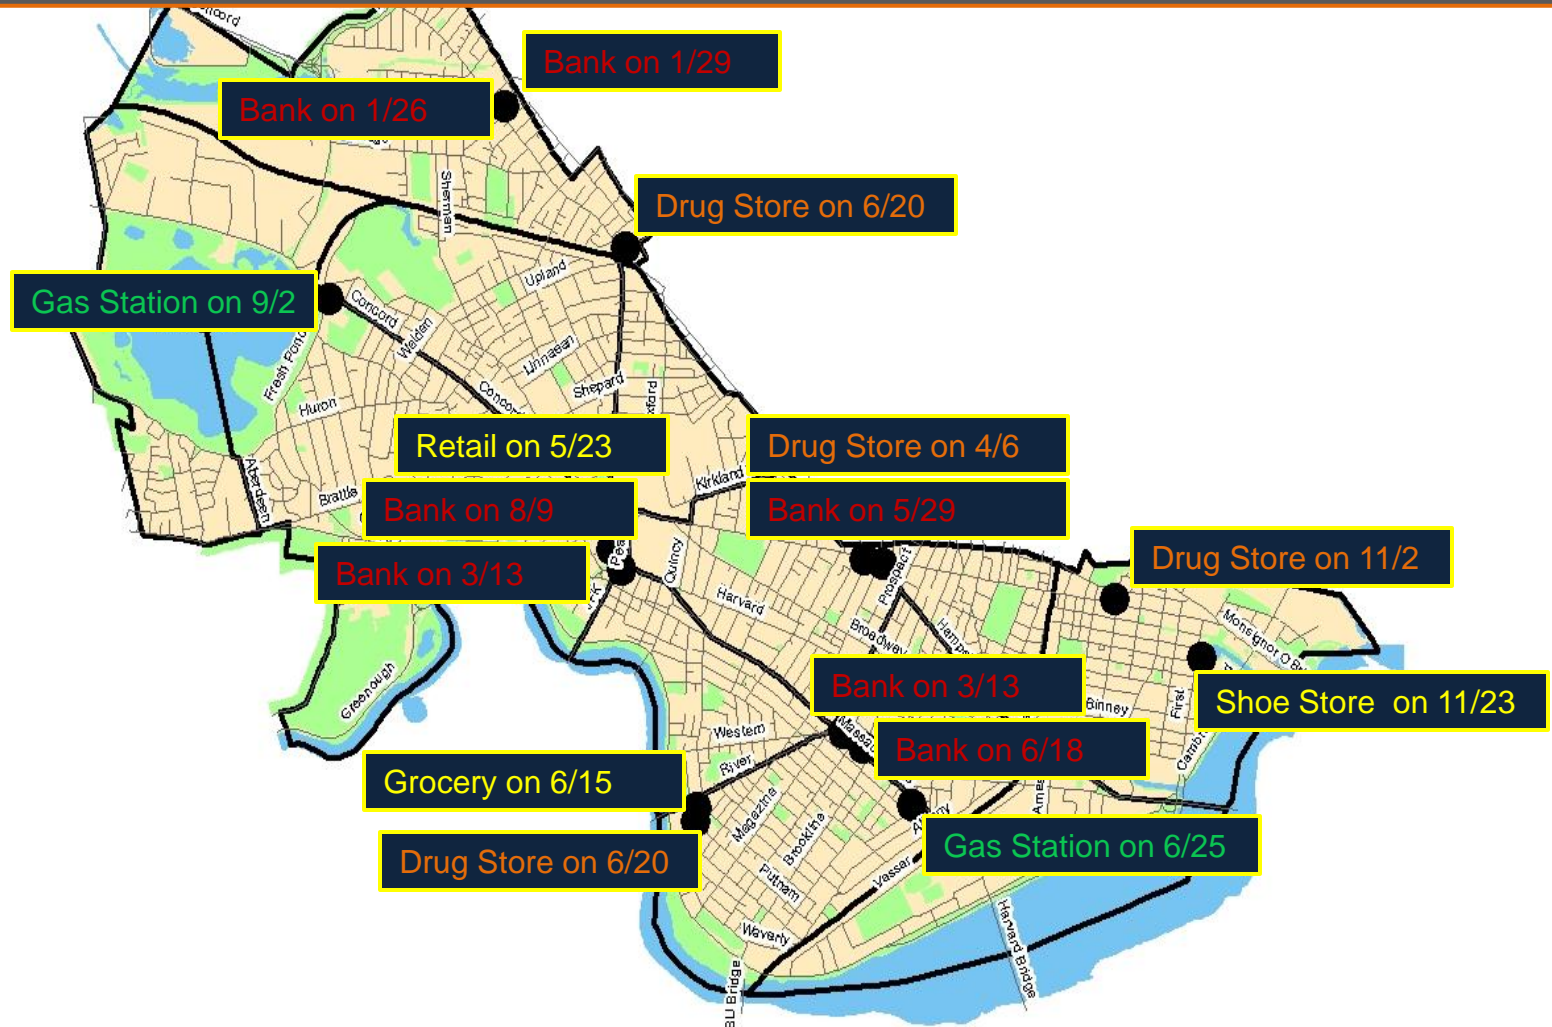 Bank on 1/29
Bank on 1/26
Sherman
Drug Store on 6/20
Upland
Gas Station on 9/2
Concord
Walden
Linnaean
Fresh Pond
Shepard
Huron
Concord
Retail on 5/23
Drug Store on 4/6
Kirkland
Aberdeen
Brattle
Bank on 8/9
Bank on 5/29
Quincy
Prospect
Drug Store on 11/2
Bank on 3/13
Harvard
Broadway
Monsignor O'B
Bank on 3/13
Greenough
Binney
First
Shoe Store on 11/23
Western
River
Bank on 6/18
Grocery on 6/15
Magazine
Brookline
Gas Station on 6/25
Drug Store on 6/20
Vassar
Putnam
Waverly
Harvard Bridge
BU Bridge